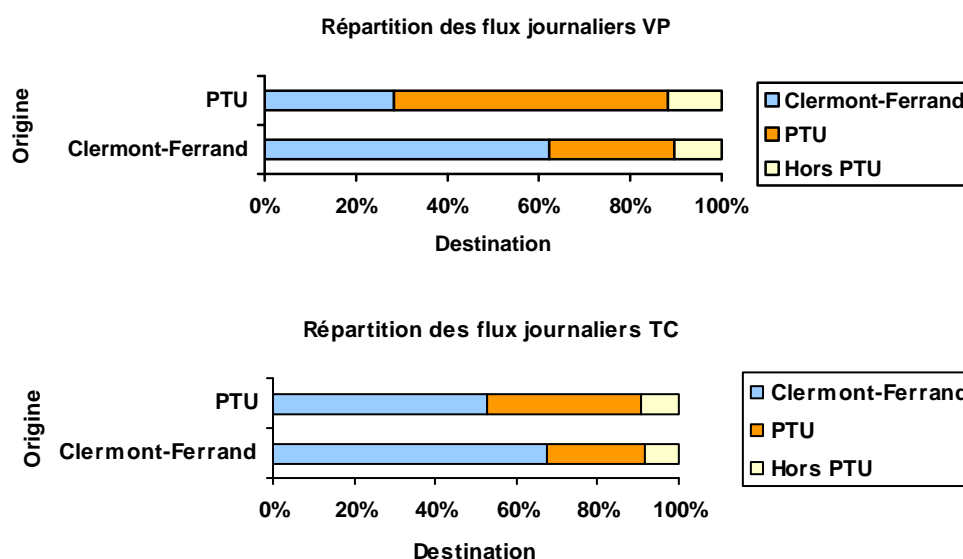 Répartition des flux journaliers VP
Origine
PTU
Clermont-Ferrand
0% 20% 40% 60% 80% 100%
Destination
Clermont-Ferrand
PTU
Hors PTU
Répartition des flux journaliers TC
Origine
PTU
Clermont-Ferrand
0% 20% 40% 60% 80% 100%
Destination
Clermont-Ferrand
PTU
Hors PTU